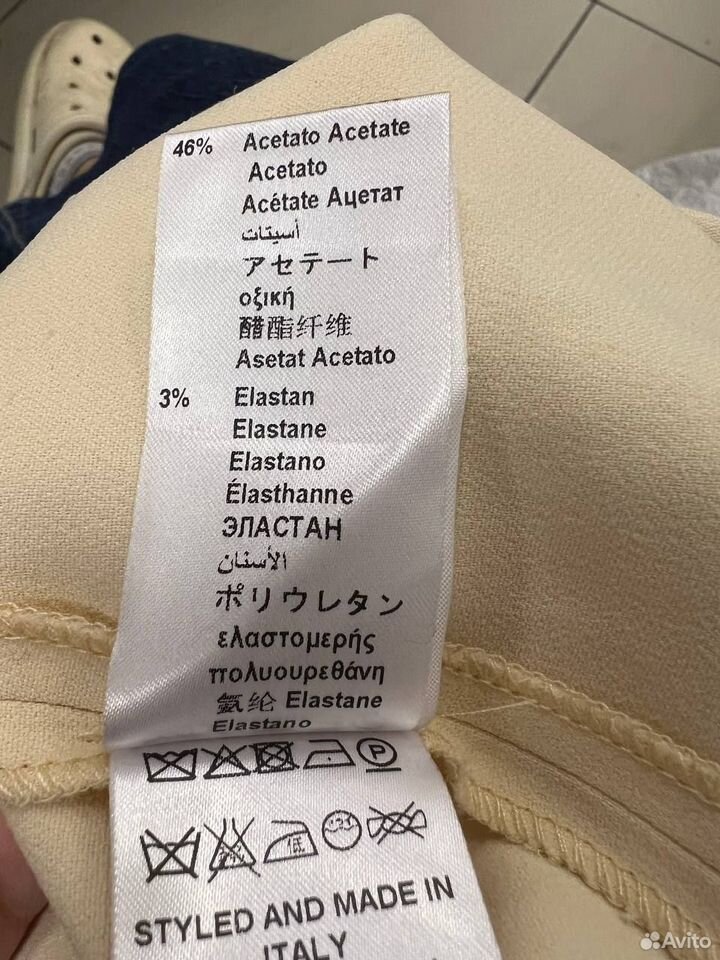 46% Acetato Acetate
Acetato
Acétate Ацетат
أسيتات
アセテート
οξική
醋酯纤维
Asetat Acetato
3% Elastan
Elastane
Elastano
Élasthanne
ЭЛАСТАН
الأسنان
ポリウレタン
ελαστομερής
πολυουρεθάνη
氨纶 Elastane
Elastano
P
低
STYLED AND MADE IN
ITALY
Avito